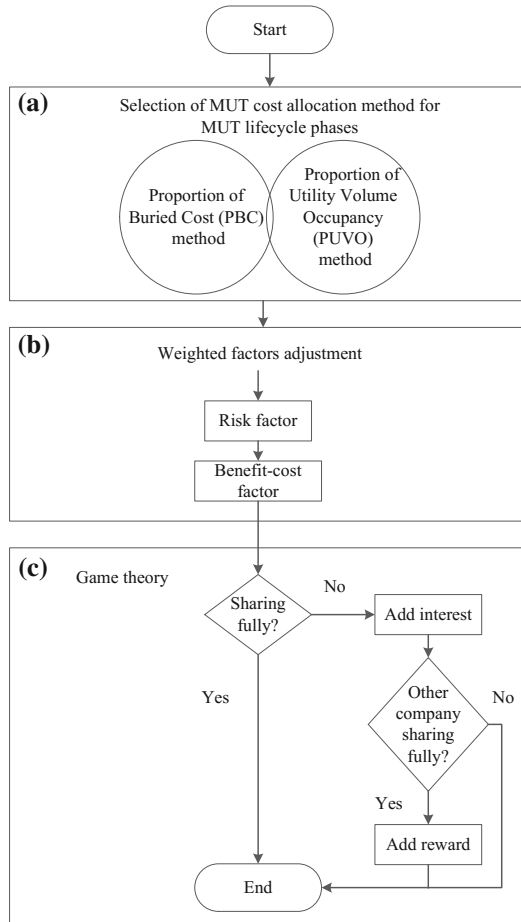 Start
(a)
Selection of MUT cost allocation method for
MUT lifecycle phases
Proportion of
Buried Cost (PBC)
method
Proportion of
Utility Volume
Occupancy
(PUVO)
method
(b)
Weighted factors adjustment
Risk factor
Benefit-cost
factor
(c)
Game theory
Sharing
fully?
No
Add interest
Yes
Other
company
sharing
fully?
No
Yes
Add reward
End